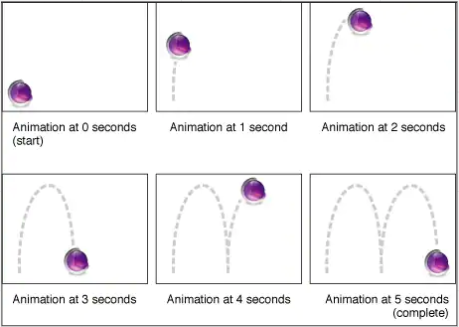 Animation at 0 seconds
(start)
Animation at 1 second
Animation at 2 seconds
Animation at 3 seconds
Animation at 4 seconds
Animation at 5 seconds
(complete)